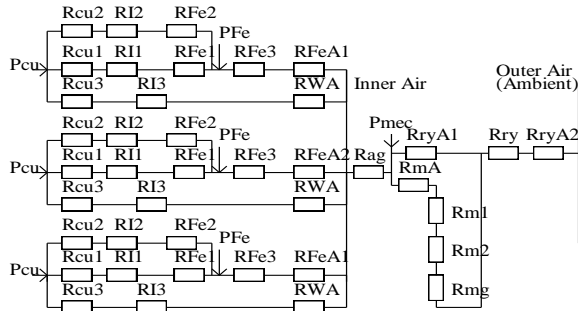 Rcu2 RI2 RFe2
PFe
Rcu1 RI1 RFe1 RFe3 RFeA1
Pcu
Rcu3 RI3 RWA
Inner Air
Outer Air
(Ambient)
Rcu2 RI2 RFe2
PFe
Rcu1 RI1 RFe1 RFe3 RFeA2
Pcu
Rcu3 RI3 RWA
Pmec
Rag
RryA1 Rry RryA2
RmA
Rm1
Rm2
Rmg
Rcu2 RI2 RFe2
PFe
Rcu1 RI1 RFe1 RFe3 RFeA1
Pcu
Rcu3 RI3 RWA